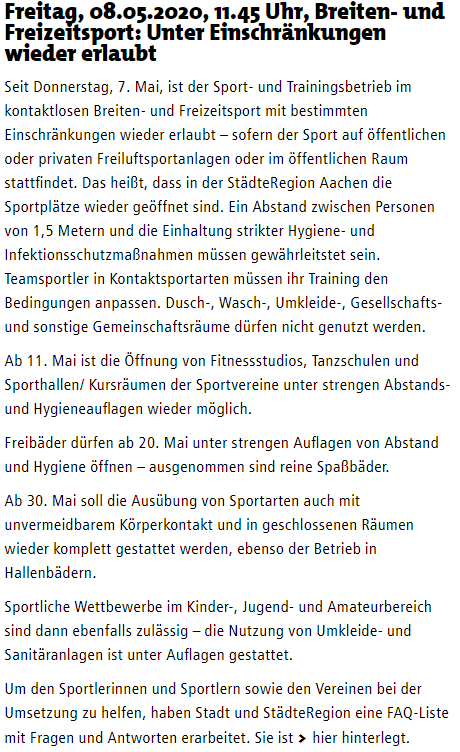 Freitag, 08.05.2020, 11.45 Uhr, Breiten- und
Freizeitsport: Unter Einschränkungen
wieder erlaubt
Seit Donnerstag, 7. Mai, ist der Sport- und Trainingsbetrieb im
kontaktlosen Breiten- und Freizeitsport mit bestimmten
Einschränkungen wieder erlaubt – sofern der Sport auf öffentlichen
oder privaten Freiluftsportanlagen oder im öffentlichen Raum
stattfindet. Das heißt, dass in der StädteRegion Aachen die
Sportplätze wieder geöffnet sind. Ein Abstand zwischen Personen
von 1,5 Metern und die Einhaltung strikter Hygiene- und
Infektionsschutzmaßnahmen müssen gewährleitstet sein.
Teamsportler in Kontaktsportarten müssen ihr Training den
Bedingungen anpassen. Dusch-, Wasch-, Umkleide-, Gesellschafts-
und sonstige Gemeinschaftsräume dürfen nicht genutzt werden.
Ab 11. Mai ist die Öffnung von Fitnessstudios, Tanzschulen und
Sporthallen/ Kursräumen der Sportvereine unter strengen Abstands-
und Hygieneauflagen wieder möglich.
Freibäder dürfen ab 20. Mai unter strengen Auflagen von Abstand
und Hygiene öffnen – ausgenommen sind reine Spaßbäder.
Ab 30. Mai soll die Ausübung von Sportarten auch mit
unvermeidbarem Körperkontakt und in geschlossenen Räumen
wieder komplett gestattet werden, ebenso der Betrieb in
Hallenbädern.
Sportliche Wettbewerbe im Kinder-, Jugend- und Amateurbereich
sind dann ebenfalls zulässig – die Nutzung von Umkleide- und
Sanitäranlagen ist unter Auflagen gestattet.
Um den Sportlerinnen und Sportlern sowie den Vereinen bei der
Umsetzung zu helfen, haben Stadt und StädteRegion eine FAQ-Liste
mit Fragen und Antworten erarbeitet. Sie ist > hier hinterlegt.